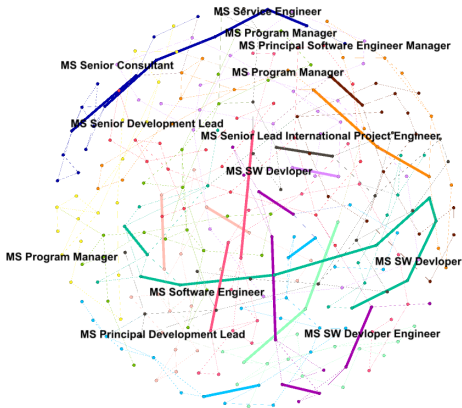 MS Service Engineer
MS Program Manager
MS Principal Software Engineer Manager
MS Senior Consultant
MS Program Manager
MS Senior Development Lead
MS Senior Lead International Project Engineer
MS SW Devloper
MS Program Manager
MS SW Devloper
MS Software Engineer
MS Principal Development Lead
MS SW Devloper Engineer